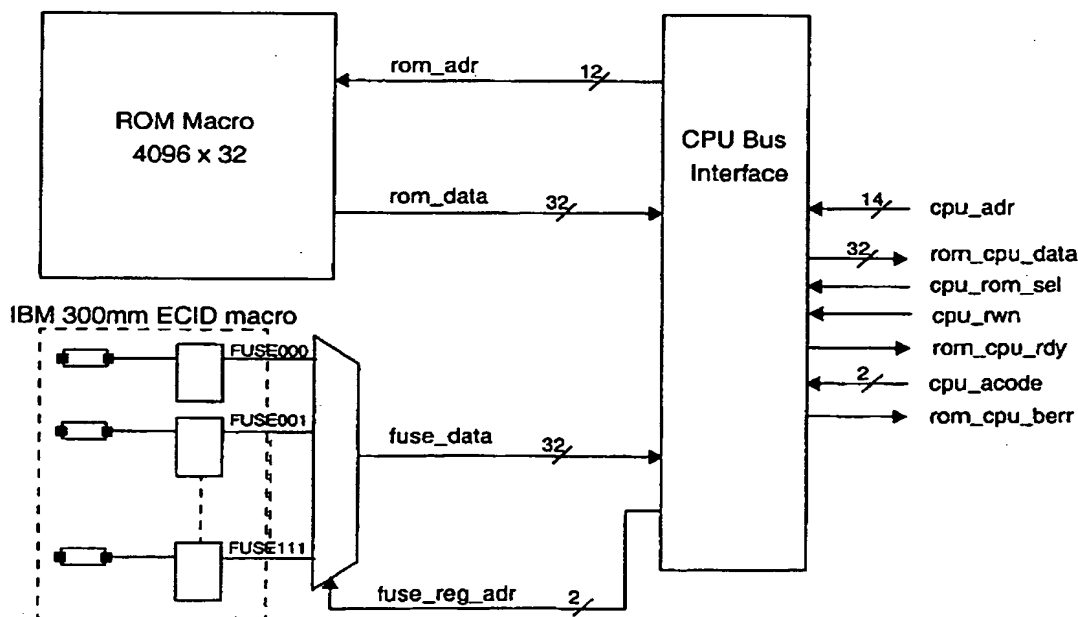 ROM Macro
4096 x 32
rom_adr
12
rom_data
32
CPU Bus
Interface
14
cpu_adr
32
rom_cpu_data
cpu_rom_sel
cpu_rwn
rom_cpu_rdy
2
cpu_acode
rom_cpu_berr
IBM 300mm ECID macro
FUSE000
FUSE001
FUSE111
fuse_data
32
fuse_reg_adr
2